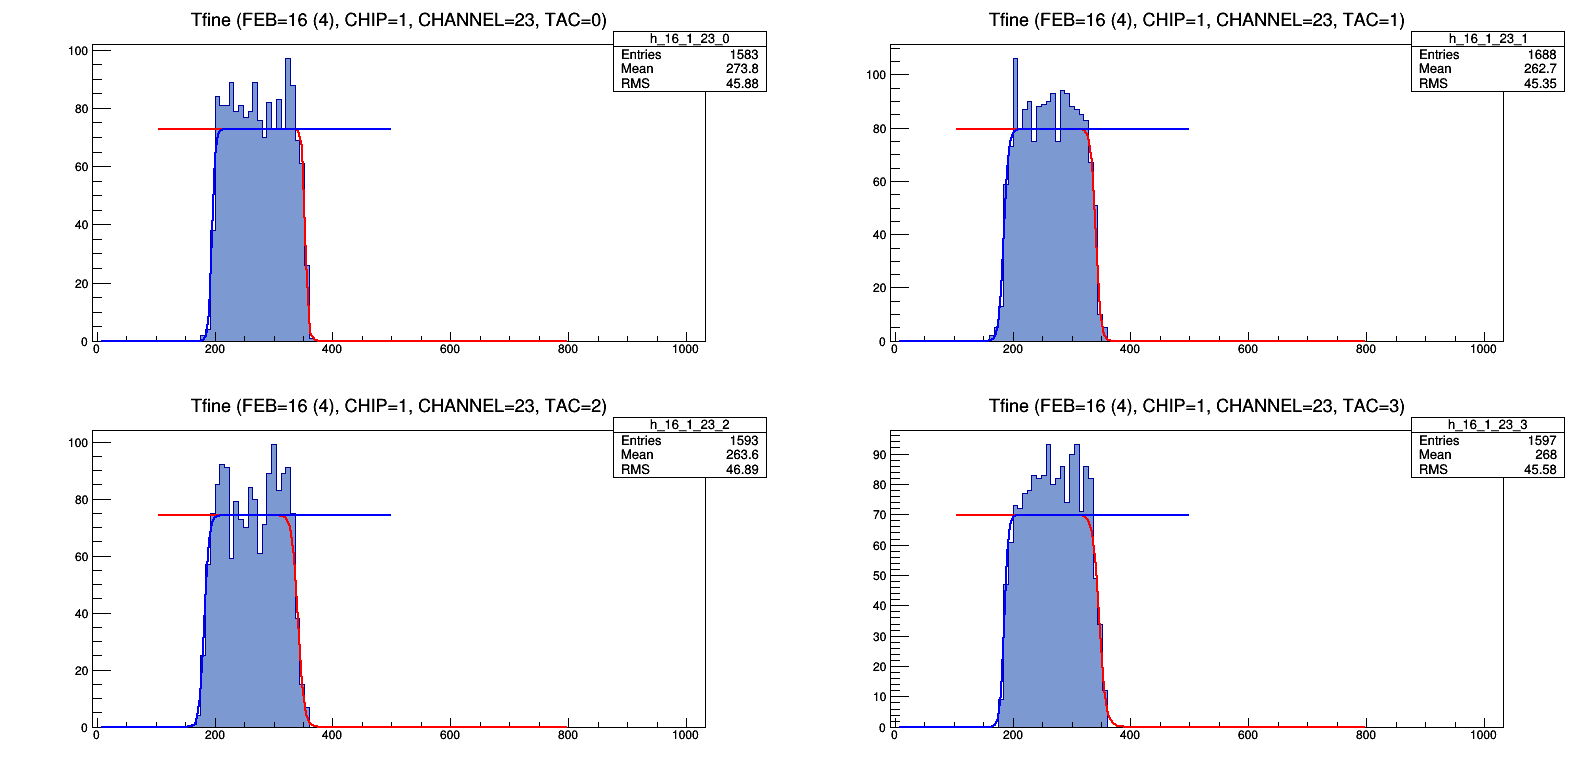 Tfine (FEB=16 (4), CHIP=1, CHANNEL=23, TAC=0)
h_16_1_23_0
Entries 1583
Mean 273.8
RMS 45.88
100
80
60
40
20
0
0 200 400 600 800 1000
Tfine (FEB=16 (4), CHIP=1, CHANNEL=23, TAC=1)
h_16_1_23_1
Entries 1688
Mean 262.7
RMS 45.35
100
80
60
40
20
0
0 200 400 600 800 1000
Tfine (FEB=16 (4), CHIP=1, CHANNEL=23, TAC=2)
h_16_1_23_2
Entries 1593
Mean 263.6
RMS 46.89
100
80
60
40
20
0
0 200 400 600 800 1000
Tfine (FEB=16 (4), CHIP=1, CHANNEL=23, TAC=3)
h_16_1_23_3
Entries 1597
Mean 268
RMS 45.58
90
80
70
60
50
40
30
20
10
0
0 200 400 600 800 1000